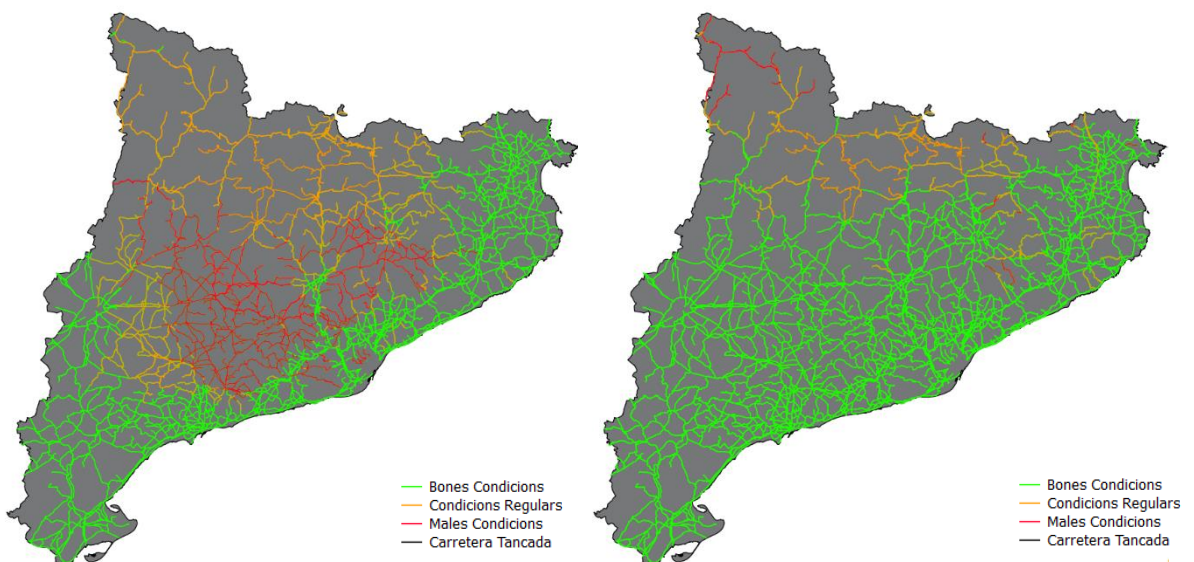 Bones Condicions
Condicions Regulars
Males Condicions
Carretera Tancada
Bones Condicions
Condicions Regulars
Males Condicions
Carretera Tancada